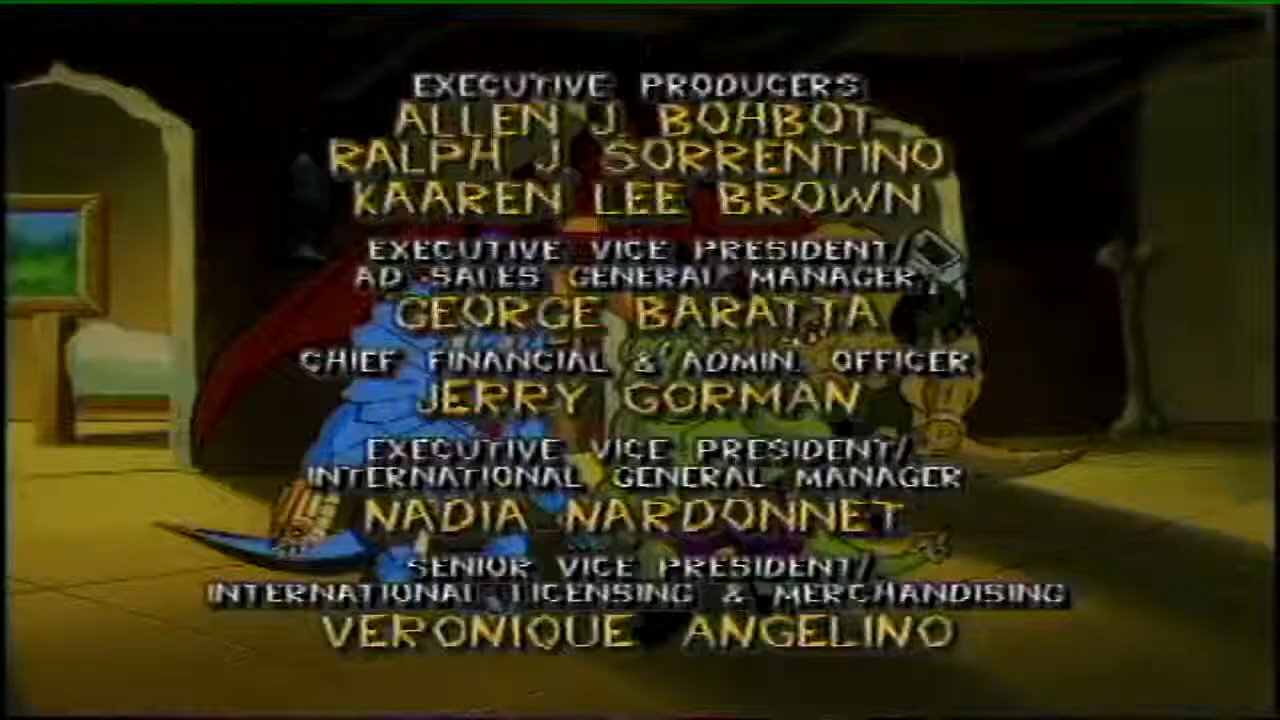 EXECUTIVE PRODUCERS
ALLEN J. BOHBOT
RALPH J. SORRENTINO
KAAREN LEE BROWN
EXECUTIVE VICE PRESIDENT/
AD SALES GENERAL MANAGER
GEORGE BARATTA
CHIEF FINANCIAL & ADMIN. OFFICER
JERRY GORMAN
EXECUTIVE VICE PRESIDENT/
INTERNATIONAL GENERAL MANAGER
NADIA NARDONNET
SENIOR VICE PRESIDENT/
INTERNATIONAL LICENSING & MERCHANDISING
VERONIQUE ANGELINO